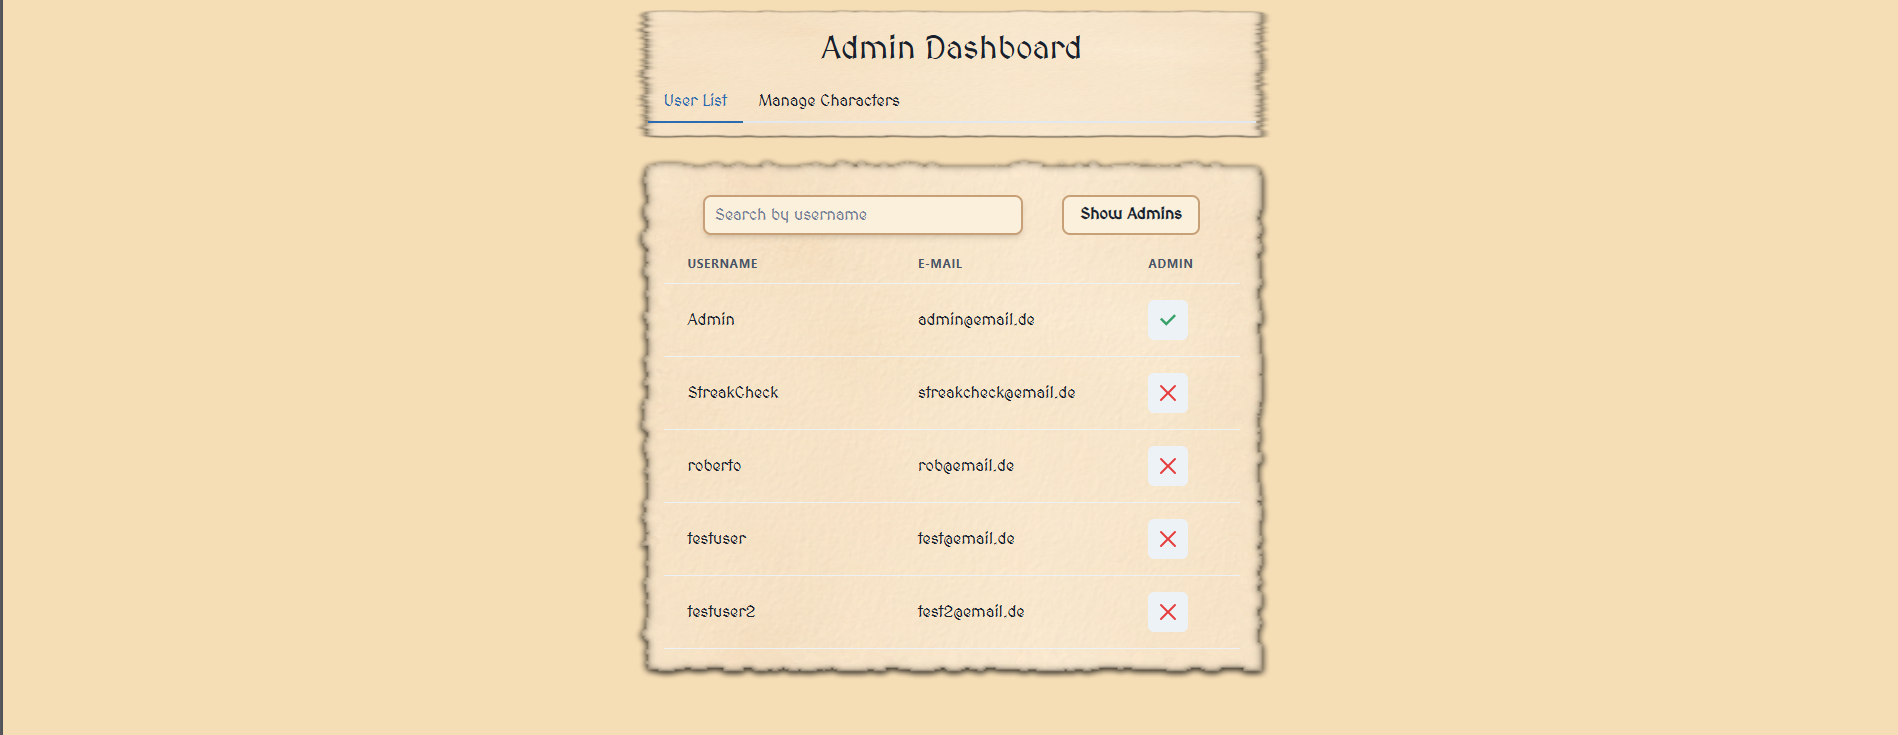 Admin Dashboard
User List Manage Characters
Search by username Show Admins
USERNAME E-MAIL ADMIN
Admin admin@email.de
StreakCheck streakcheck@email.de
roberto rob@email.de
testuser test@email.de
testuser2 test2@email.de